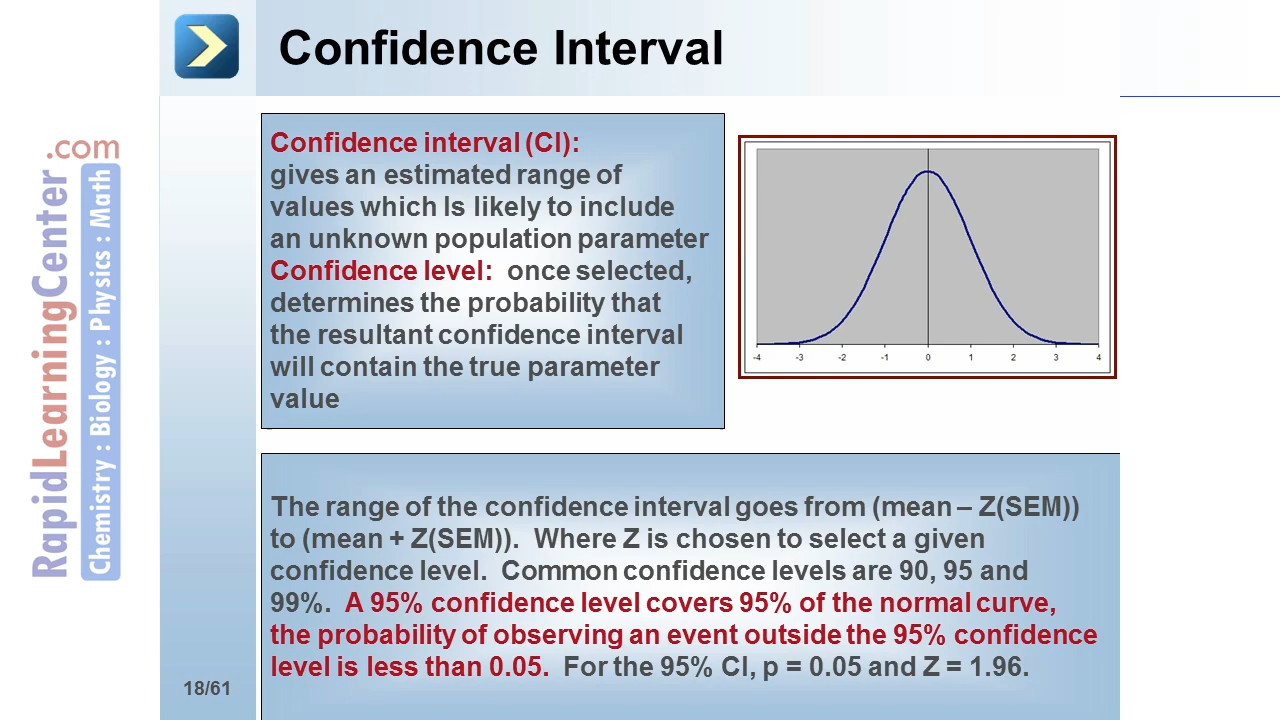 Confidence Interval
Confidence interval (CI):
gives an estimated range of
values which Is likely to include
an unknown population parameter
Confidence level: once selected,
determines the probability that
the resultant confidence interval
will contain the true parameter
value
-4 -3 -2 -1 0 1 2 3 4
The range of the confidence interval goes from (mean – Z(SEM))
to (mean + Z(SEM)). Where Z is chosen to select a given
confidence level. Common confidence levels are 90, 95 and
99%. A 95% confidence level covers 95% of the normal curve,
the probability of observing an event outside the 95% confidence
level is less than 0.05. For the 95% CI, p = 0.05 and Z = 1.96.
18/61
RapidLearningCenter.com
Chemistry : Biology : Physics : Math